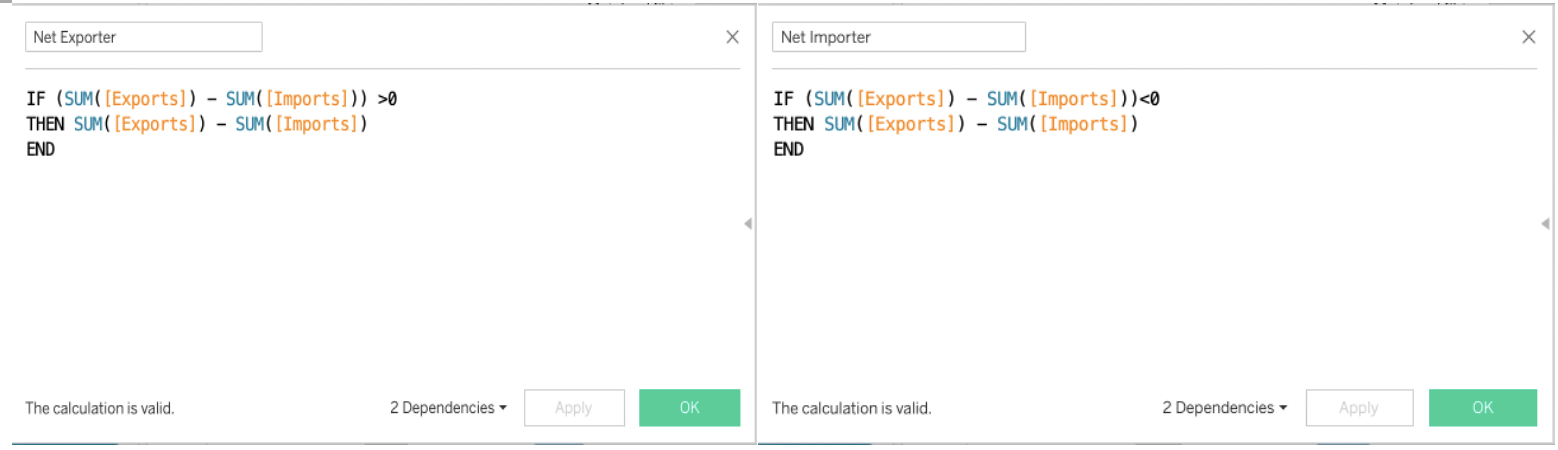 Net Exporter
IF (SUM([Exports]) – SUM([Imports])) >0
THEN SUM([Exports]) – SUM([Imports])
END
The calculation is valid.
2 Dependencies
Apply
OK
Net Importer
IF (SUM([Exports]) – SUM([Imports]))<0
THEN SUM([Exports]) – SUM([Imports])
END
The calculation is valid.
2 Dependencies
Apply
OK